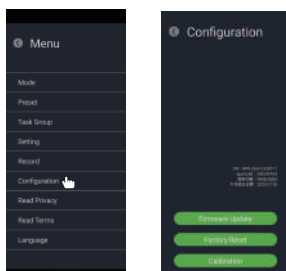 Menu
Mode
Preset
Task Group
Setting
Record
Configuration
Read Privacy
Read Terms
Language
Configuration
Firmware Update
Factory Reset
Calibration